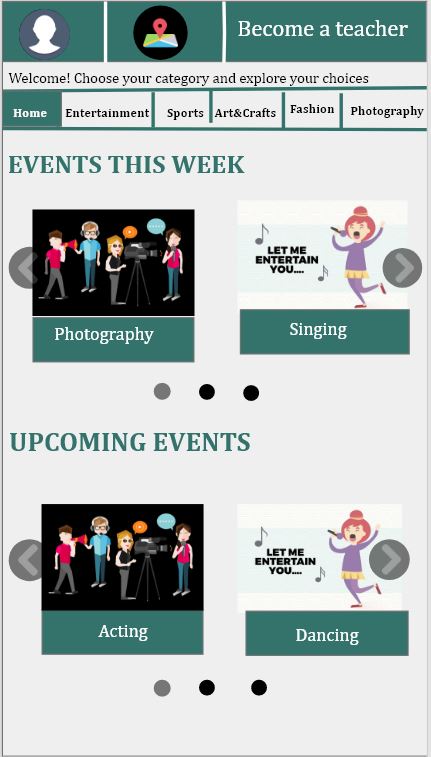 Become a teacher
Welcome! Choose your category and explore your choices
Home Entertainment Sports Art&Crafts Fashion Photography
EVENTS THIS WEEK
LET ME
ENTERTAIN
YOU....
Photography
Singing
UPCOMING EVENTS
LET ME
ENTERTAIN
YOU....
Acting
Dancing